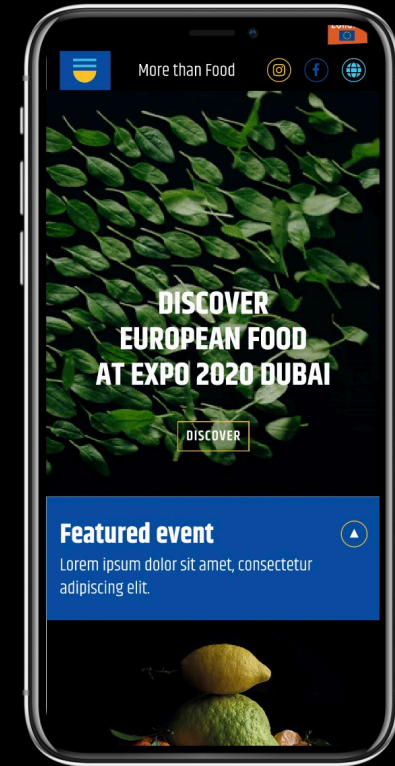 More than Food
DISCOVER
EUROPEAN FOOD
AT EXPO 2020 DUBAI
DISCOVER
Featured event
Lorem ipsum dolor sit amet, consectetur
adipiscing elit.